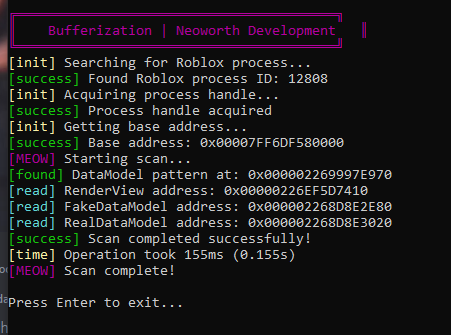 Bufferization | Neoworth Development
[init] Searching for Roblox process...
[success] Found Roblox process ID: 12808
[init] Acquiring process handle...
[success] Process handle acquired
[init] Getting base address...
[success] Base address: 0x00007FF6DF580000
[MEOW] Starting scan...
[found] DataModel pattern at: 0x000002269997E970
[read] RenderView address: 0x00000226EF5D7410
[read] FakeDataModel address: 0x000002268D8E2E80
[read] RealDataModel address: 0x000002268D8E3020
[success] Scan completed successfully!
[time] Operation took 155ms (0.155s)
[MEOW] Scan complete!
Press Enter to exit...